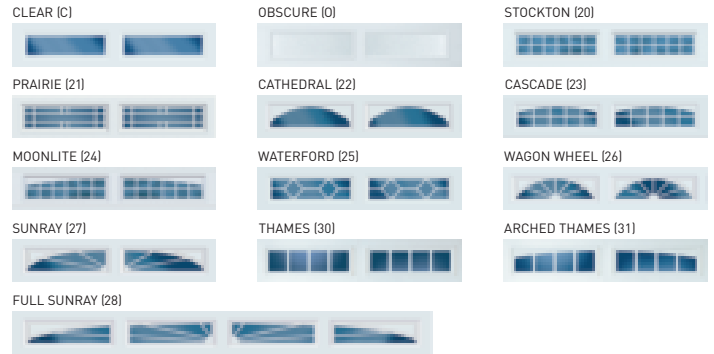 CLEAR (C)
OBSCURE (O)
STOCKTON (20)
PRAIRIE (21)
CATHEDRAL (22)
CASCADE (23)
MOONLITE (24)
WATERFORD (25)
WAGON WHEEL (26)
SUNRAY (27)
THAMES (30)
ARCHED THAMES (31)
FULL SUNRAY (28)